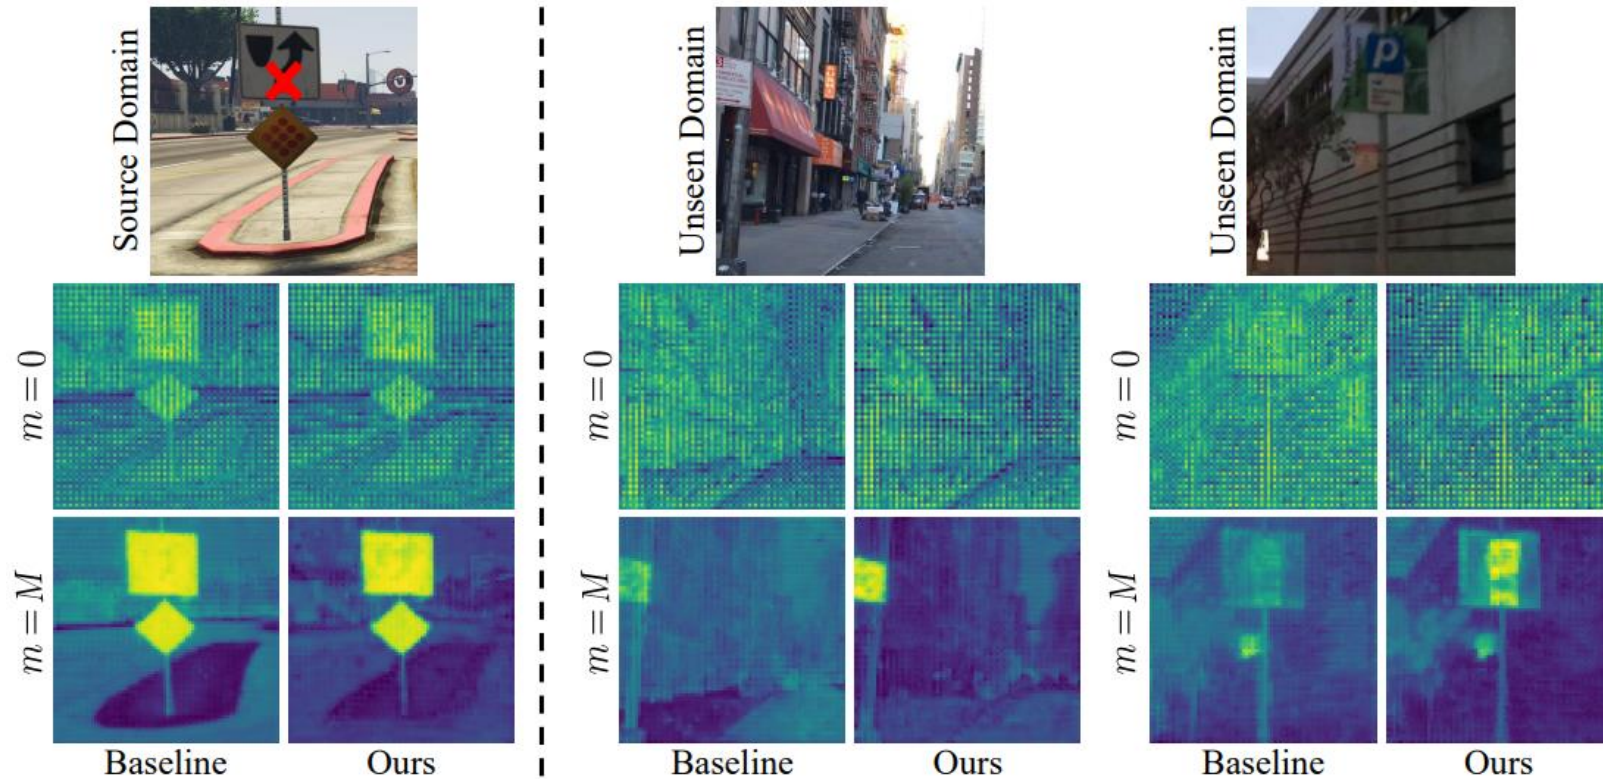 Source Domain
Unseen Domain
Unseen Domain
P
m = 0
m = 0
m = 0
m = M
m = M
m = M
Baseline
Ours
Baseline
Ours
Baseline
Ours